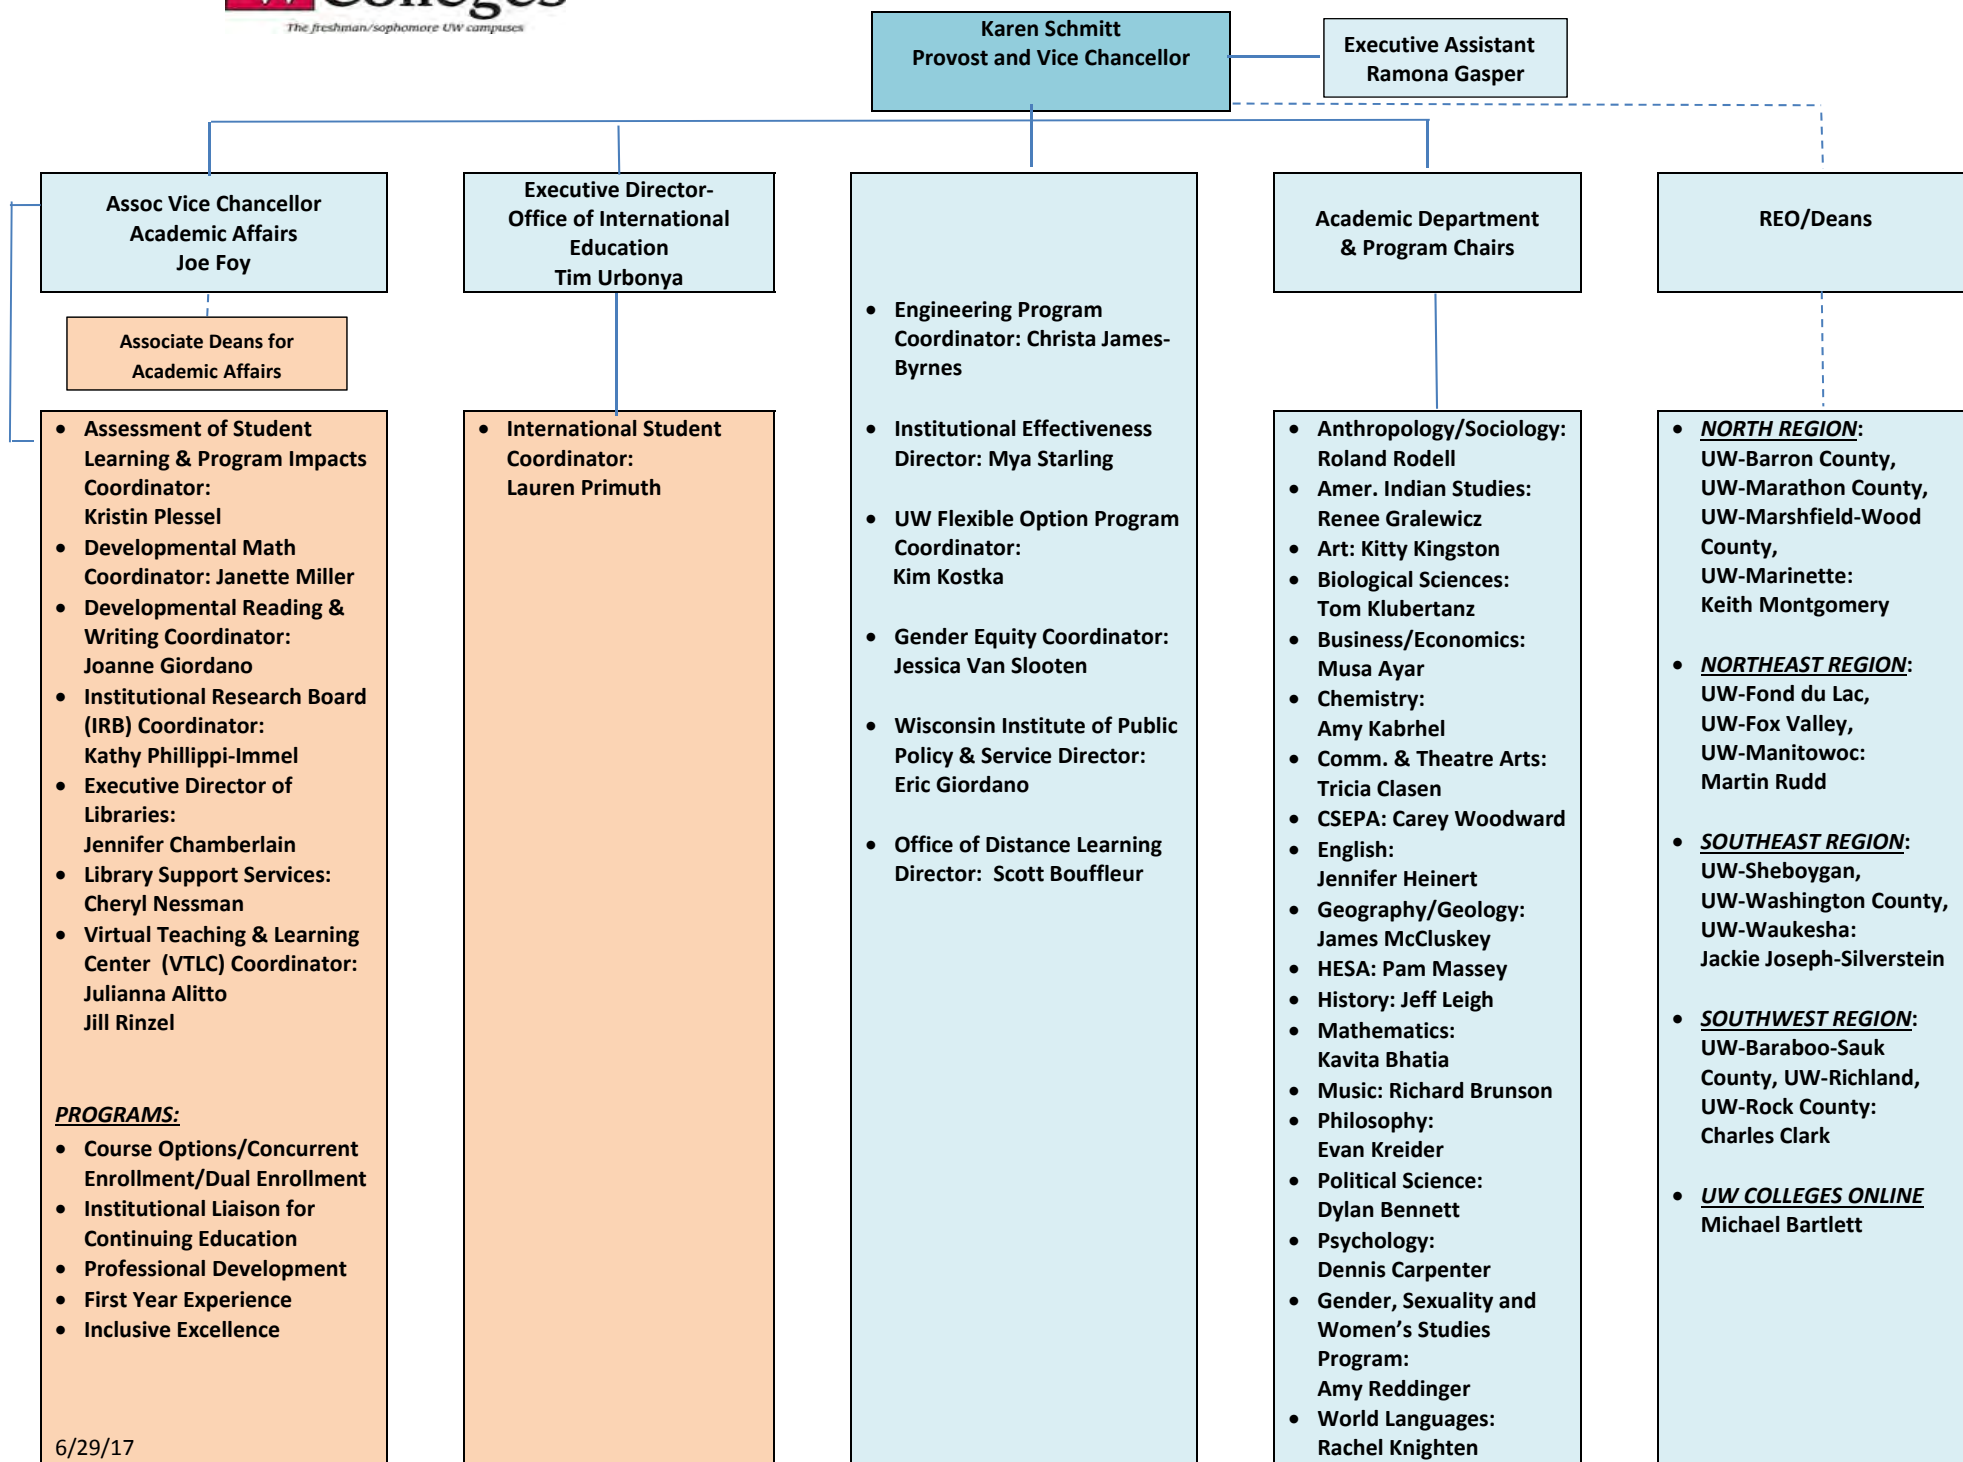 Colleges
The freshman/sophomore UW campuses
Karen Schmitt
Provost and Vice Chancellor
Executive Assistant
Ramona Gasper
Assoc Vice Chancellor
Academic Affairs
Joe Foy
Associate Deans for
Academic Affairs
• Assessment of Student
Learning & Program Impacts
Coordinator:
Kristin Plessel
• Developmental Math
Coordinator: Janette Miller
• Developmental Reading &
Writing Coordinator:
Joanne Giordano
• Institutional Research Board
(IRB) Coordinator:
Kathy Phillippi-Immel
• Executive Director of
Libraries:
Jennifer Chamberlain
• Library Support Services:
Cheryl Nessman
• Virtual Teaching & Learning
Center (VTLC) Coordinator:
Julianna Alitto
Jill Rinzel
PROGRAMS:
• Course Options/Concurrent
Enrollment/Dual Enrollment
• Institutional Liaison for
Continuing Education
• Professional Development
• First Year Experience
• Inclusive Excellence
6/29/17
Executive Director-
Office of International
Education
Tim Urbonya
• International Student
Coordinator:
Lauren Primuth
• Engineering Program
Coordinator: Christa James-
Byrnes
• Institutional Effectiveness
Director: Mya Starling
• UW Flexible Option Program
Coordinator:
Kim Kostka
• Gender Equity Coordinator:
Jessica Van Slooten
• Wisconsin Institute of Public
Policy & Service Director:
Eric Giordano
• Office of Distance Learning
Director: Scott Bouffleur
Academic Department
& Program Chairs
• Anthropology/Sociology:
Roland Rodell
• Amer. Indian Studies:
Renee Gralewicz
• Art: Kitty Kingston
• Biological Sciences:
Tom Klubertanz
• Business/Economics:
Musa Ayar
• Chemistry:
Amy Kabrhel
• Comm. & Theatre Arts:
Tricia Clasen
• CSEPA: Carey Woodward
• English:
Jennifer Heinert
• Geography/Geology:
James McCluskey
• HESA: Pam Massey
• History: Jeff Leigh
• Mathematics:
Kavita Bhatia
• Music: Richard Brunson
• Philosophy:
Evan Kreider
• Political Science:
Dylan Bennett
• Psychology:
Dennis Carpenter
• Gender, Sexuality and
Women’s Studies
Program:
Amy Reddinger
• World Languages:
Rachel Knighten
REO/Deans
• NORTH REGION:
UW-Barron County,
UW-Marathon County,
UW-Marshfield-Wood
County,
UW-Marinette:
Keith Montgomery
• NORTHEAST REGION:
UW-Fond du Lac,
UW-Fox Valley,
UW-Manitowoc:
Martin Rudd
• SOUTHEAST REGION:
UW-Sheboygan,
UW-Washington County,
UW-Waukesha:
Jackie Joseph-Silverstein
• SOUTHWEST REGION:
UW-Baraboo-Sauk
County, UW-Richland,
UW-Rock County:
Charles Clark
• UW COLLEGES ONLINE
Michael Bartlett